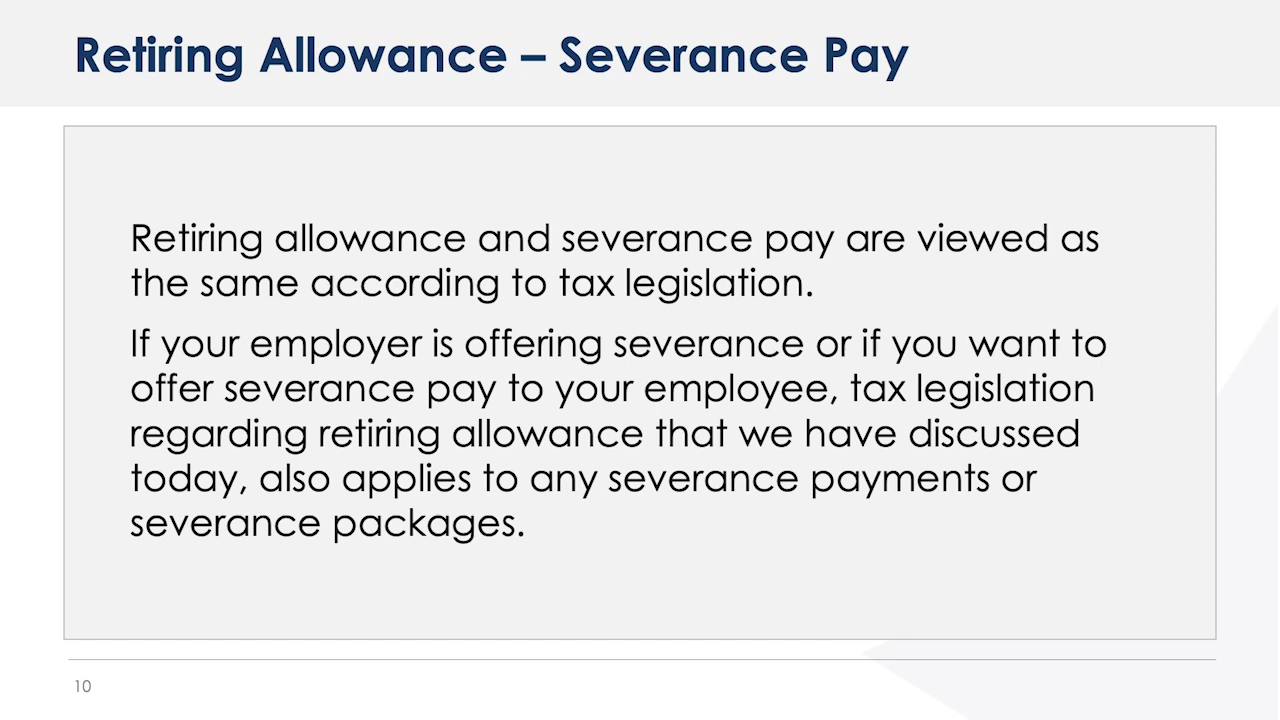 Retiring Allowance – Severance Pay
Retiring allowance and severance pay are viewed as
the same according to tax legislation.
If your employer is offering severance or if you want to
offer severance pay to your employee, tax legislation
regarding retiring allowance that we have discussed
today, also applies to any severance payments or
severance packages.
10